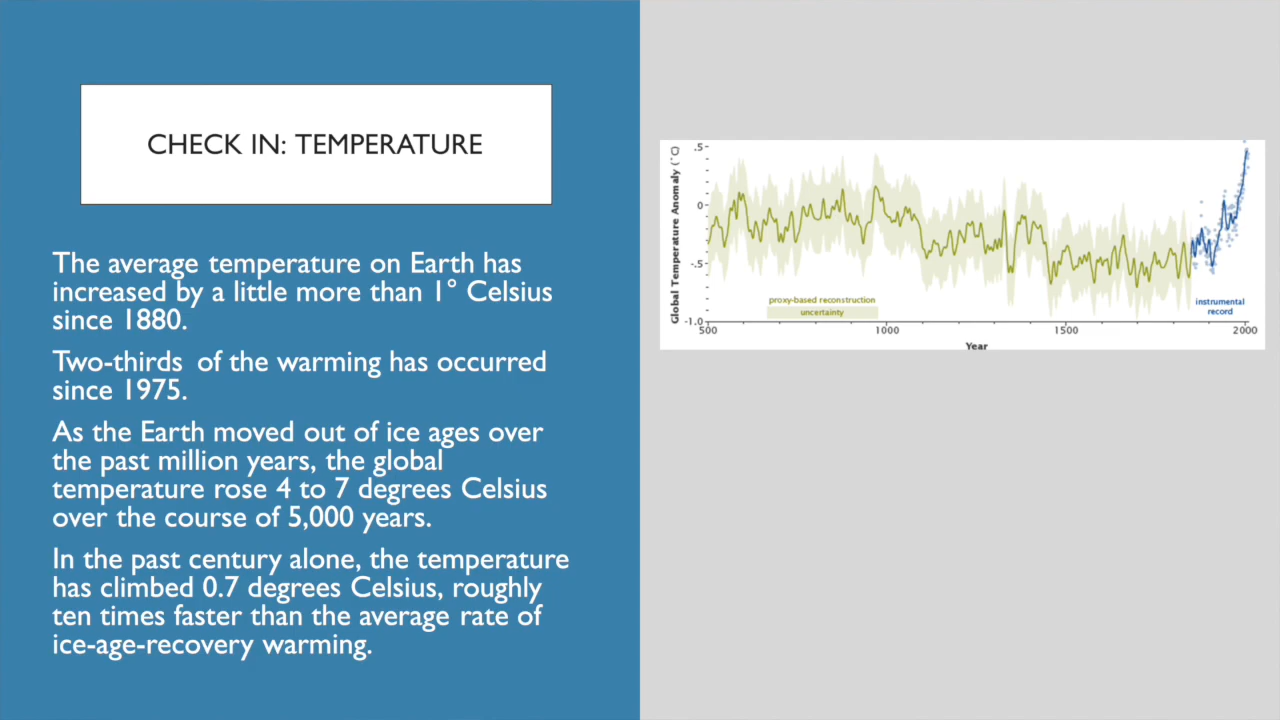 CHECK IN: TEMPERATURE
The average temperature on Earth has
increased by a little more than 1° Celsius
since 1880.
Two-thirds of the warming has occurred
since 1975.
As the Earth moved out of ice ages over
the past million years, the global
temperature rose 4 to 7 degrees Celsius
over the course of 5,000 years.
In the past century alone, the temperature
has climbed 0.7 degrees Celsius, roughly
ten times faster than the average rate of
ice-age-recovery warming.
Global Temperature Anomaly (°C)
.5
0
-.5
-1.0
proxy-based reconstruction
uncertainty
instrumental
record
500 1000 1500 2000
Year